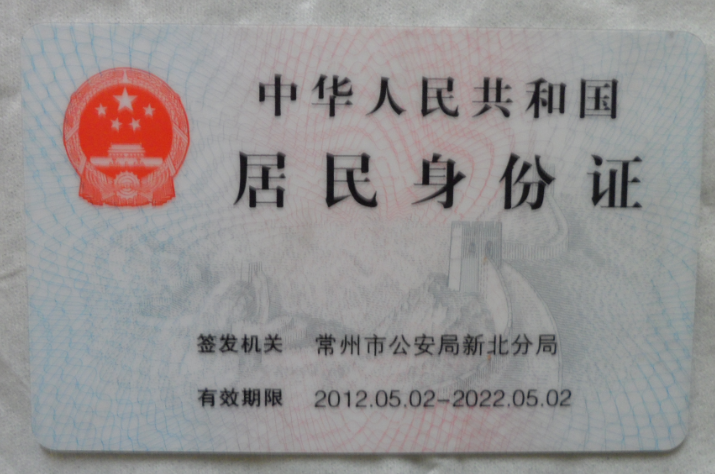 中华人民共和国
居民身份证
签发机关 常州市公安局新北分局
有效期限 2012.05.02-2022.05.02